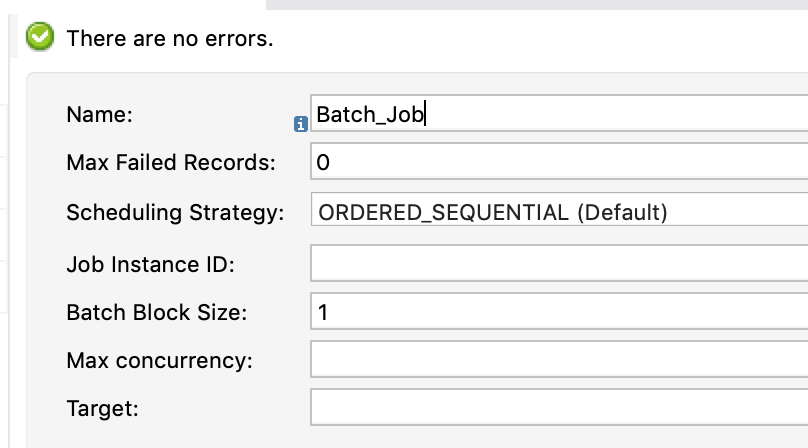 There are no errors.
Name: Batch_Job
Max Failed Records: 0
Scheduling Strategy: ORDERED_SEQUENTIAL (Default)
Job Instance ID:
Batch Block Size: 1
Max concurrency:
Target: